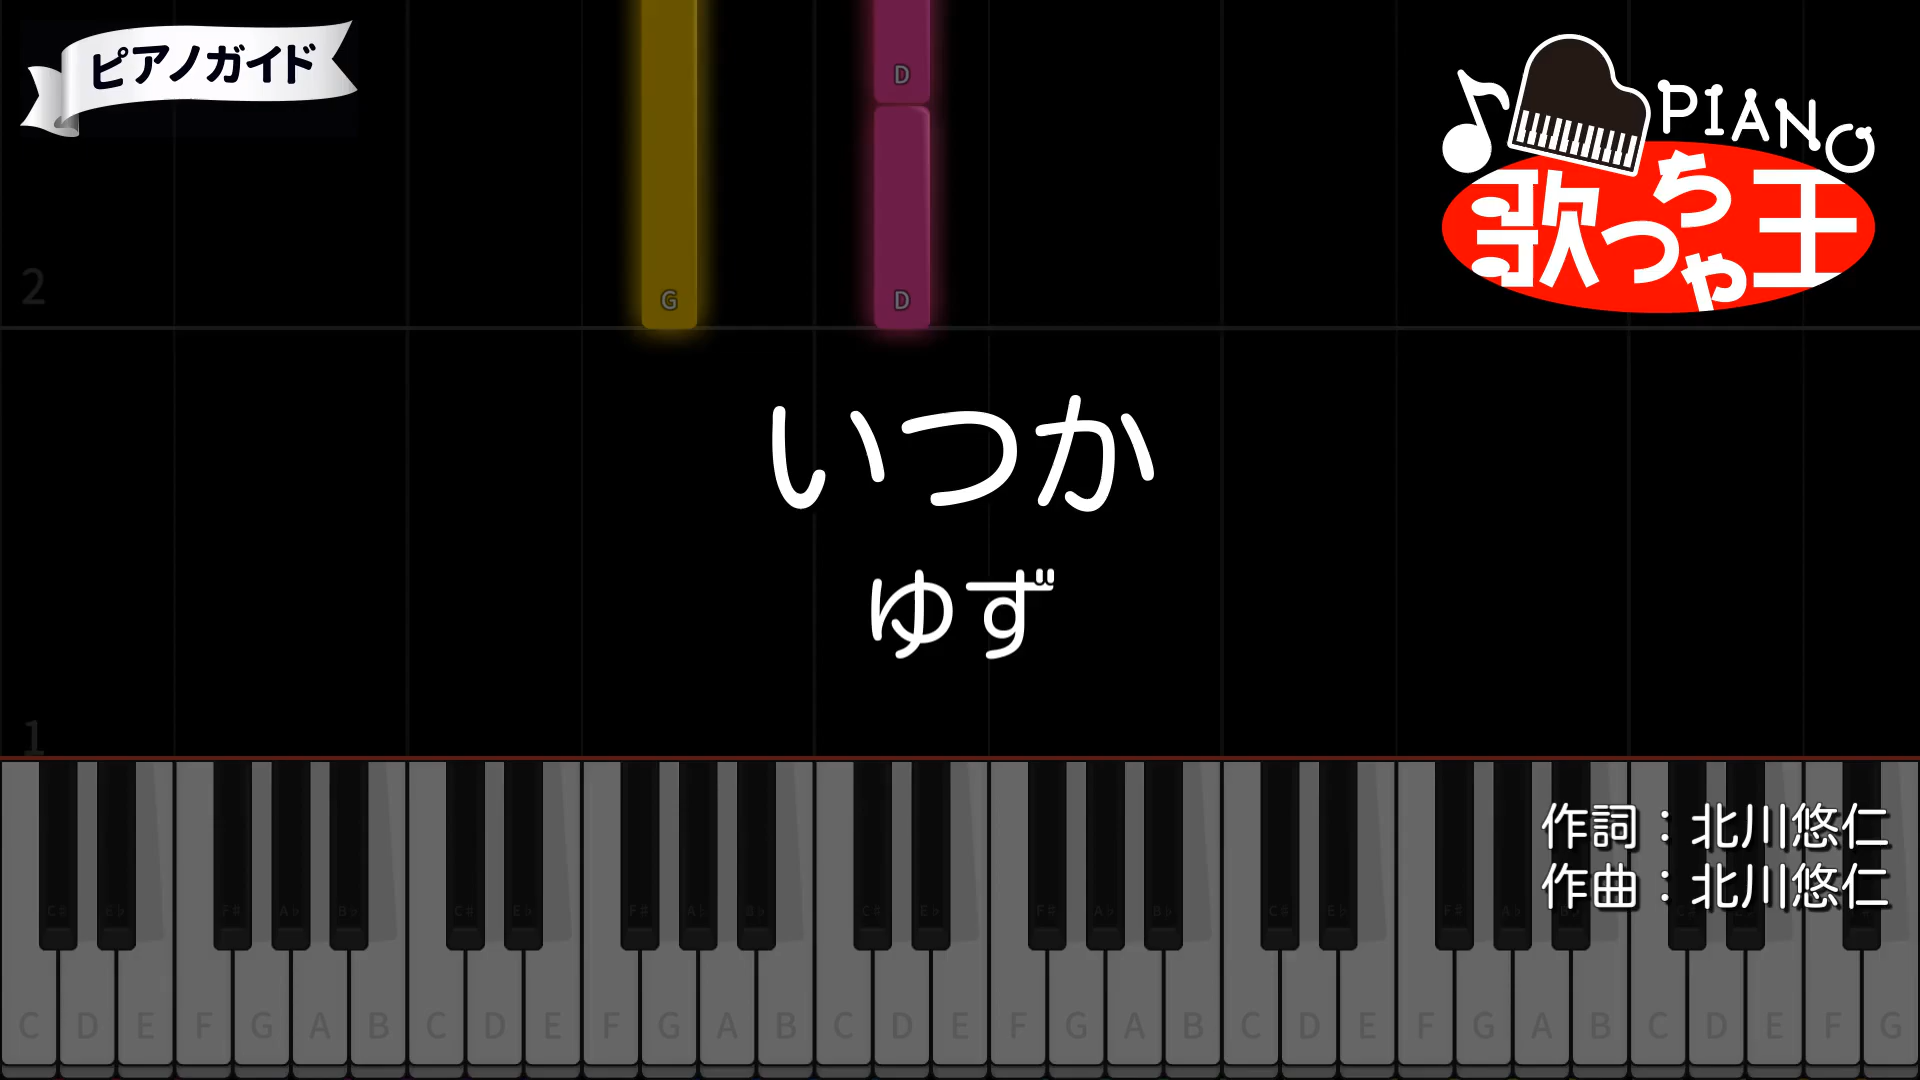 ピアノガイド
PIANO
歌っちゃ王
D
G
D
2
いつか
ゆず
1
作詞：北川悠仁
作曲：北川悠仁
C# E♭ F# A♭ B♭ C# E♭ F# A♭ B♭ C# E♭ F# A♭ B♭ C# E♭ F# A♭ B♭ C#
C D E F G A B C D E F G A B C D E F G A B C D E F G A B C D E F G